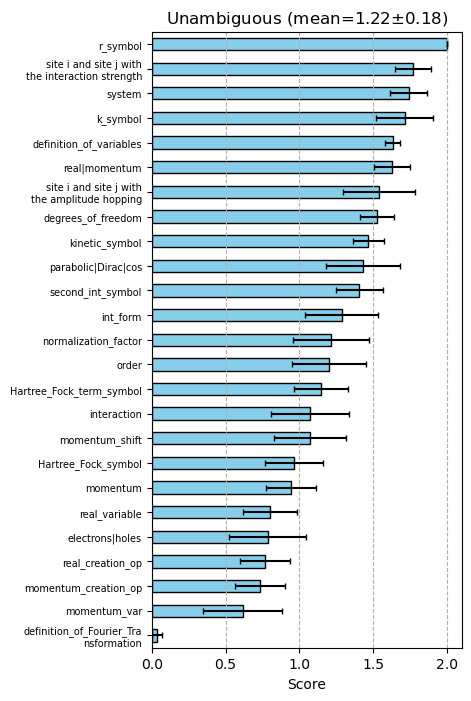 Unambiguous (mean=1.22±0.18)
r_symbol
site i and site j with
the interaction strength
system
k_symbol
definition_of_variables
real|momentum
site i and site j with
the amplitude hopping
degrees_of_freedom
kinetic_symbol
parabolic|Dirac|cos
second_int_symbol
int_form
normalization_factor
order
Hartree_Fock_term_symbol
interaction
momentum_shift
Hartree_Fock_symbol
momentum
real_variable
electrons|holes
real_creation_op
momentum_creation_op
momentum_var
definition_of_Fourier_Tra
nsformation
0.0 0.5 1.0 1.5 2.0
Score